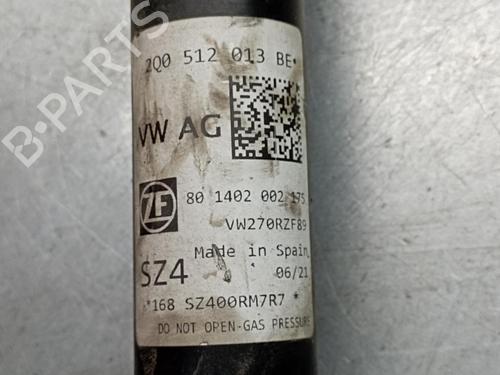 2Q0 512 013 BE*
VW AG
ZF
80 1402 002 175
VW270RZF89
Made in Spain
SZ4
06/21
*168 SZ400RM7R7 *
DO NOT OPEN-GAS PRESSURE
B-PARTS